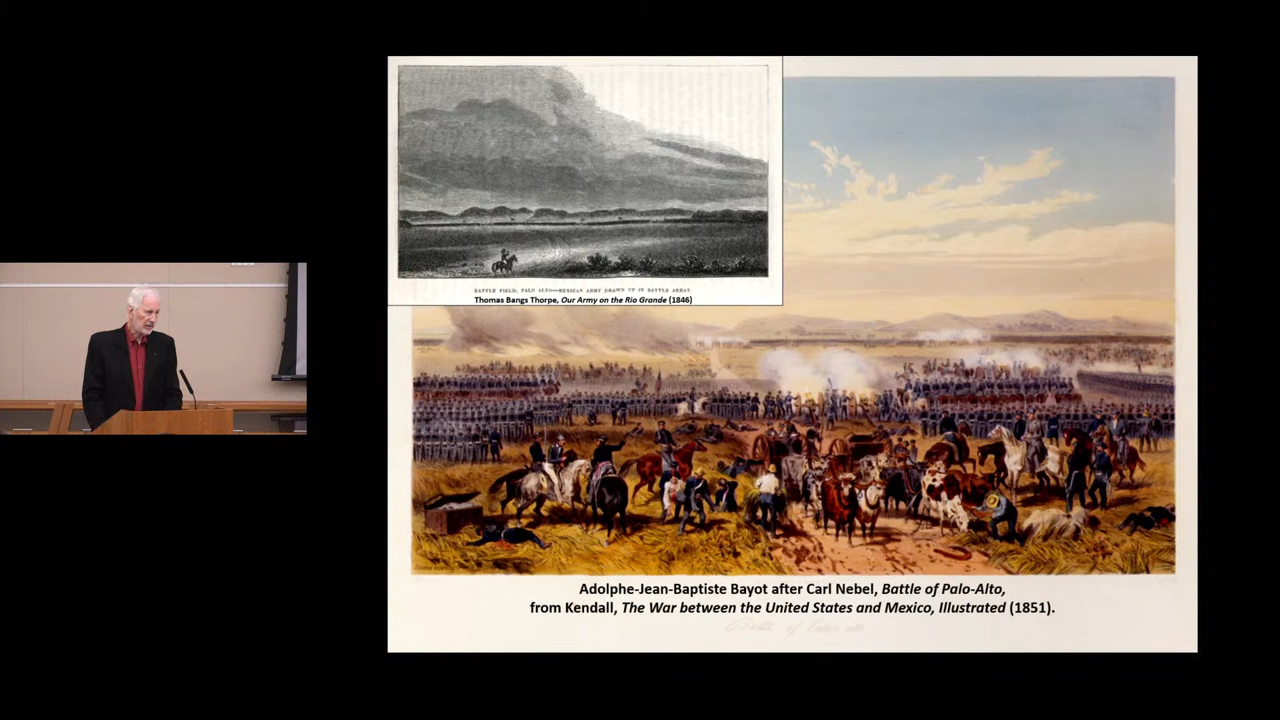 BATTLE FIELD, PALO ALTO—MEXICAN ARMY DRAWN UP IN BATTLE ARRAY.
Thomas Bangs Thorpe, Our Army on the Rio Grande (1846)
Adolphe-Jean-Baptiste Bayot after Carl Nebel, Battle of Palo-Alto,
from Kendall, The War between the United States and Mexico, Illustrated (1851).